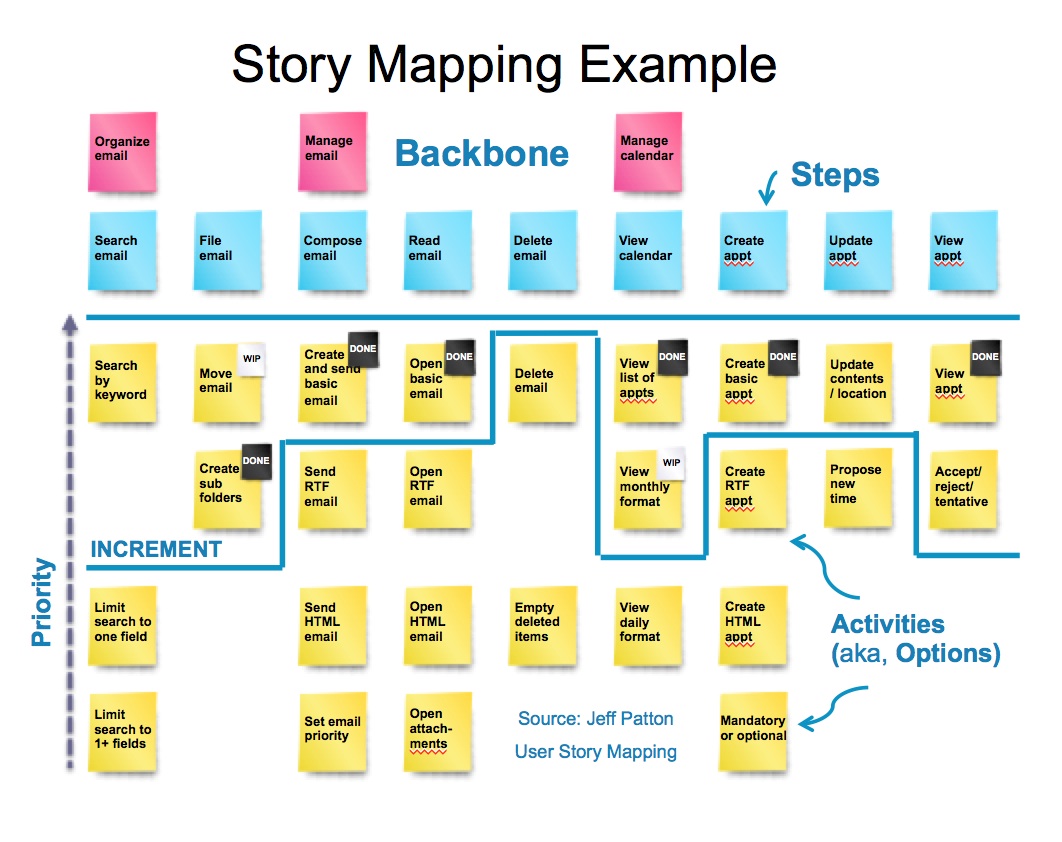 Story Mapping Example
Organize
email
Manage
email
Backbone
Manage
calendar
Steps
Search
email
File
email
Compose
email
Read
email
Delete
email
View
calendar
Create
appt
Update
appt
View
appt
Search
by
keyword
Move
email
WIP
Create
and send
basic
email
DONE
Open
basic
email
DONE
Delete
email
View
list of
appts
DONE
Create
basic
appt
DONE
Update
contents
/ location
View
appt
DONE
Create
sub
folders
DONE
Send
RTF
email
Open
RTF
email
View
monthly
format
WIP
Create
RTF
appt
Propose
new
time
Accept/
reject/
tentative
INCREMENT
Priority
Limit
search to
one field
Send
HTML
email
Open
HTML
email
Empty
deleted
items
View
daily
format
Create
HTML
appt
Activities
(aka, Options)
Limit
search to
1+ fields
Set email
priority
Open
attach-
ments
Source: Jeff Patton
User Story Mapping
Mandatory
or optional